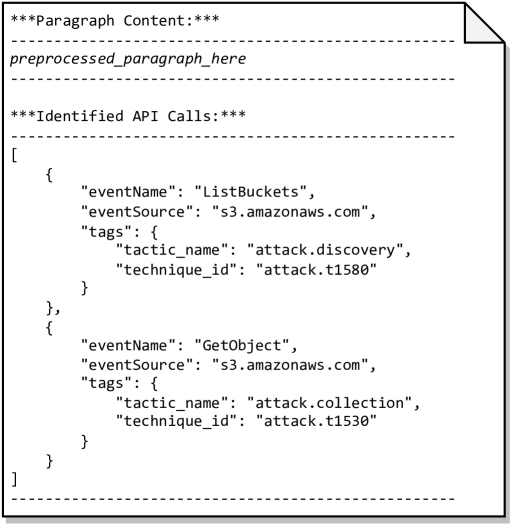 ***Paragraph Content:***
--------------------------------------------------
preprocessed_paragraph_here
--------------------------------------------------

***Identified API Calls:***
--------------------------------------------------
[
    {
        "eventName": "ListBuckets",
        "eventSource": "s3.amazonaws.com",
        "tags": {
            "tactic_name": "attack.discovery",
            "technique_id": "attack.t1580"
        }
    },
    {
        "eventName": "GetObject",
        "eventSource": "s3.amazonaws.com",
        "tags": {
            "tactic_name": "attack.collection",
            "technique_id": "attack.t1530"
        }
    }
]
--------------------------------------------------